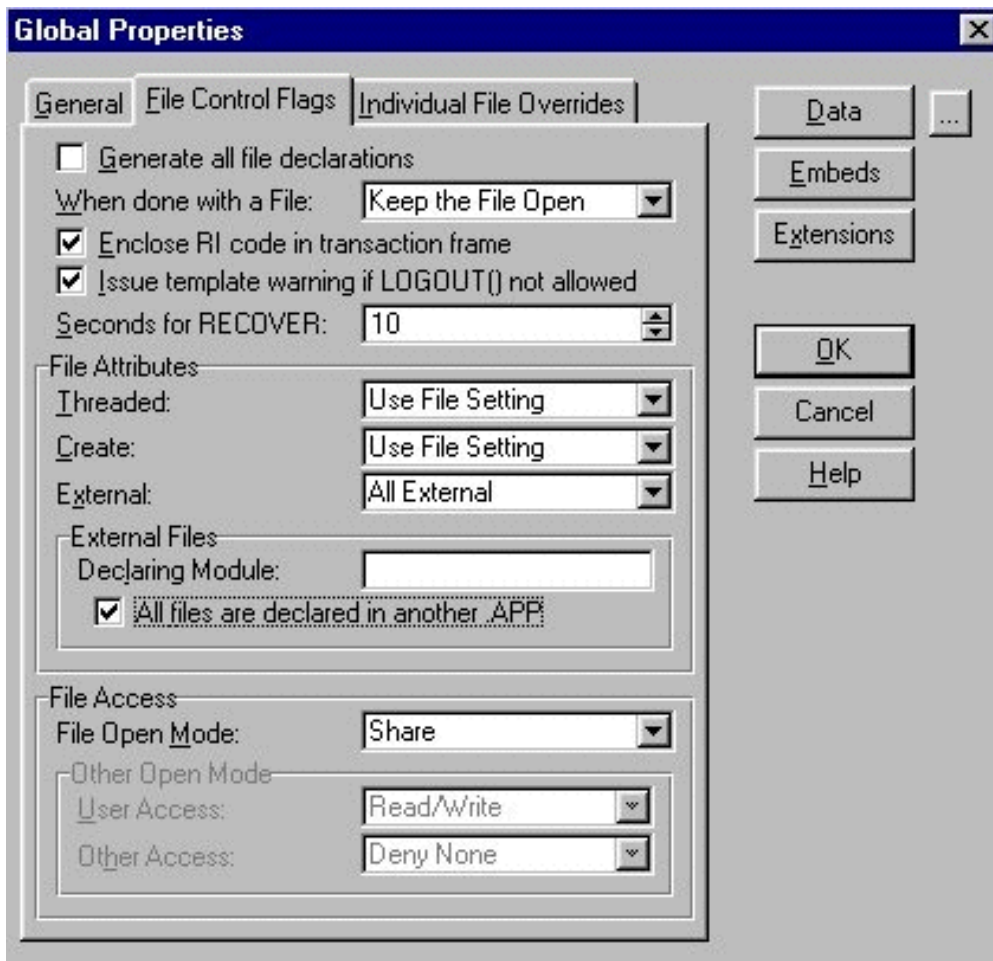 Global Properties
General File Control Flags Individual File Overrides
Generate all file declarations
When done with a File: Keep the File Open
Enclose RI code in transaction frame
Issue template warning if LOGOUT() not allowed
Seconds for RECOVER: 10
File Attributes
Threaded: Use File Setting
Create: Use File Setting
External: All External
External Files
Declaring Module:
All files are declared in another .APP
File Access
File Open Mode: Share
Other Open Mode
User Access: Read/Write
Other Access: Deny None
Data ...
Embeds
Extensions
OK
Cancel
Help